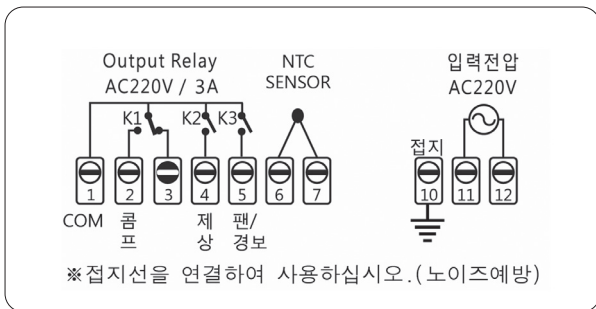 Output Relay
AC220V / 3A
NTC
SENSOR
입력전압
AC220V
K1
K2
K3
접지
1
2
3
4
5
6
7
10
11
12
COM
콤프
제상
팬/
경보
※접지선을 연결하여 사용하십시오.(노이즈예방)